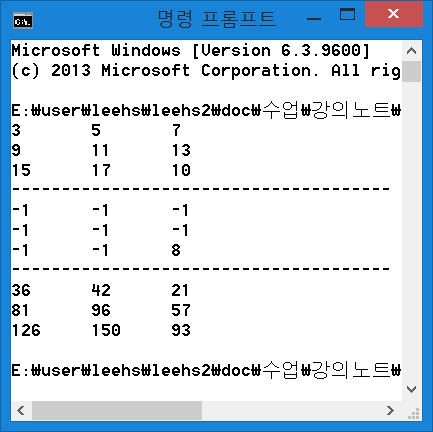 명령 프롬프트
Microsoft Windows [Version 6.3.9600]
(c) 2013 Microsoft Corporation. All rig
E:₩user₩leehs₩leehs2₩doc₩수업₩강의노트₩
3 5 7
9 11 13
15 17 10
---------------------------------------
-1 -1 -1
-1 -1 -1
-1 -1 8
---------------------------------------
36 42 21
81 96 57
126 150 93
E:₩user₩leehs₩leehs2₩doc₩수업₩강의노트₩